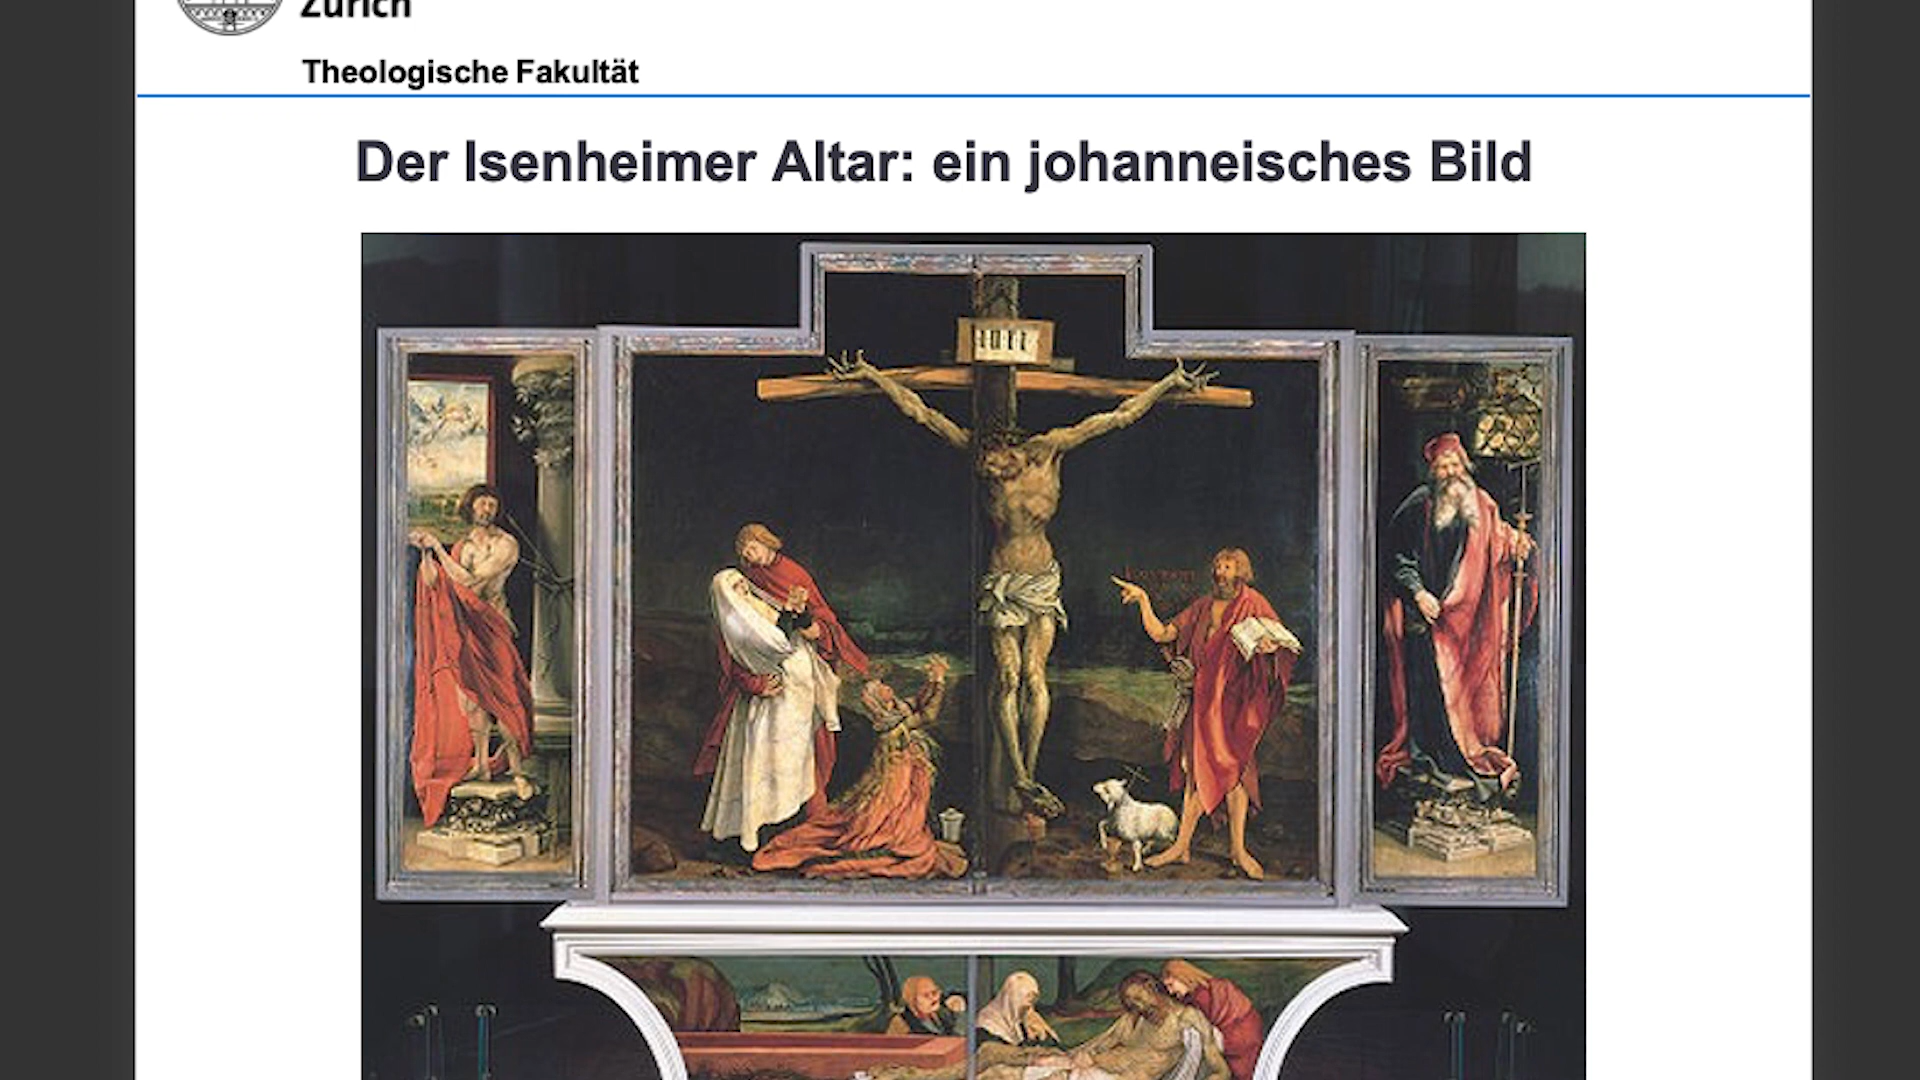 Zürich
Theologische Fakultät
Der Isenheimer Altar: ein johanneisches Bild